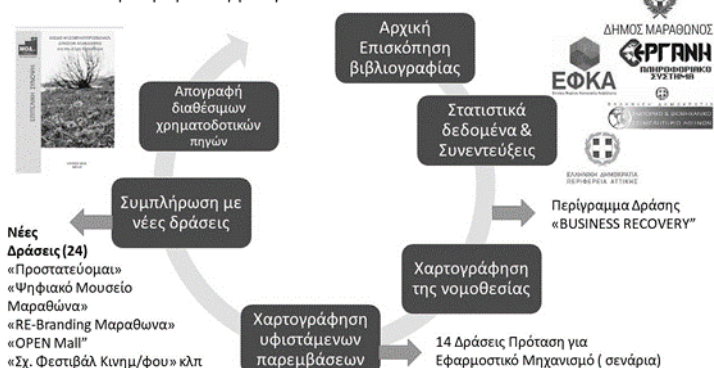 Αρχική
Επισκόπηση
βιβλιογραφίας
ΔΗΜΟΣ ΜΑΡΑΘΩΝΟΣ
ΕΡΓΑΝΗ
ΠΛΗΡΟΦΟΡΙΑΚΟ
ΣΥΣΤΗΜΑ
ΕΦΚΑ
Στατιστικά
δεδομένα &
Συνεντεύξεις
ΕΛΛΗΝΙΚΗ ΔΗΜΟΚΡΑΤΙΑ
ΠΕΡΙΦΕΡΕΙΑ ΑΤΤΙΚΗΣ
Περίγραμμα Δράσης
«BUSINESS RECOVERY”
Χαρτογράφηση
της νομοθεσίας
14 Δράσεις Πρόταση για
Εφαρμοστικό Μηχανισμό ( σενάρια)
Χαρτογράφηση
υφιστάμενων
παρεμβάσεων
Συμπλήρωση με
νέες δράσεις
Νέες
Δράσεις (24)
«Προστατεύομαι»
«Ψηφιακό Μουσείο
Μαραθώνα»
«RE-Branding Μαραθωνα»
«OPEN Mall”
«Σχ. Φεστιβάλ Κινημ/φου» κλπ
Απογραφή
διαθέσιμων
χρηματοδοτικών
πηγών